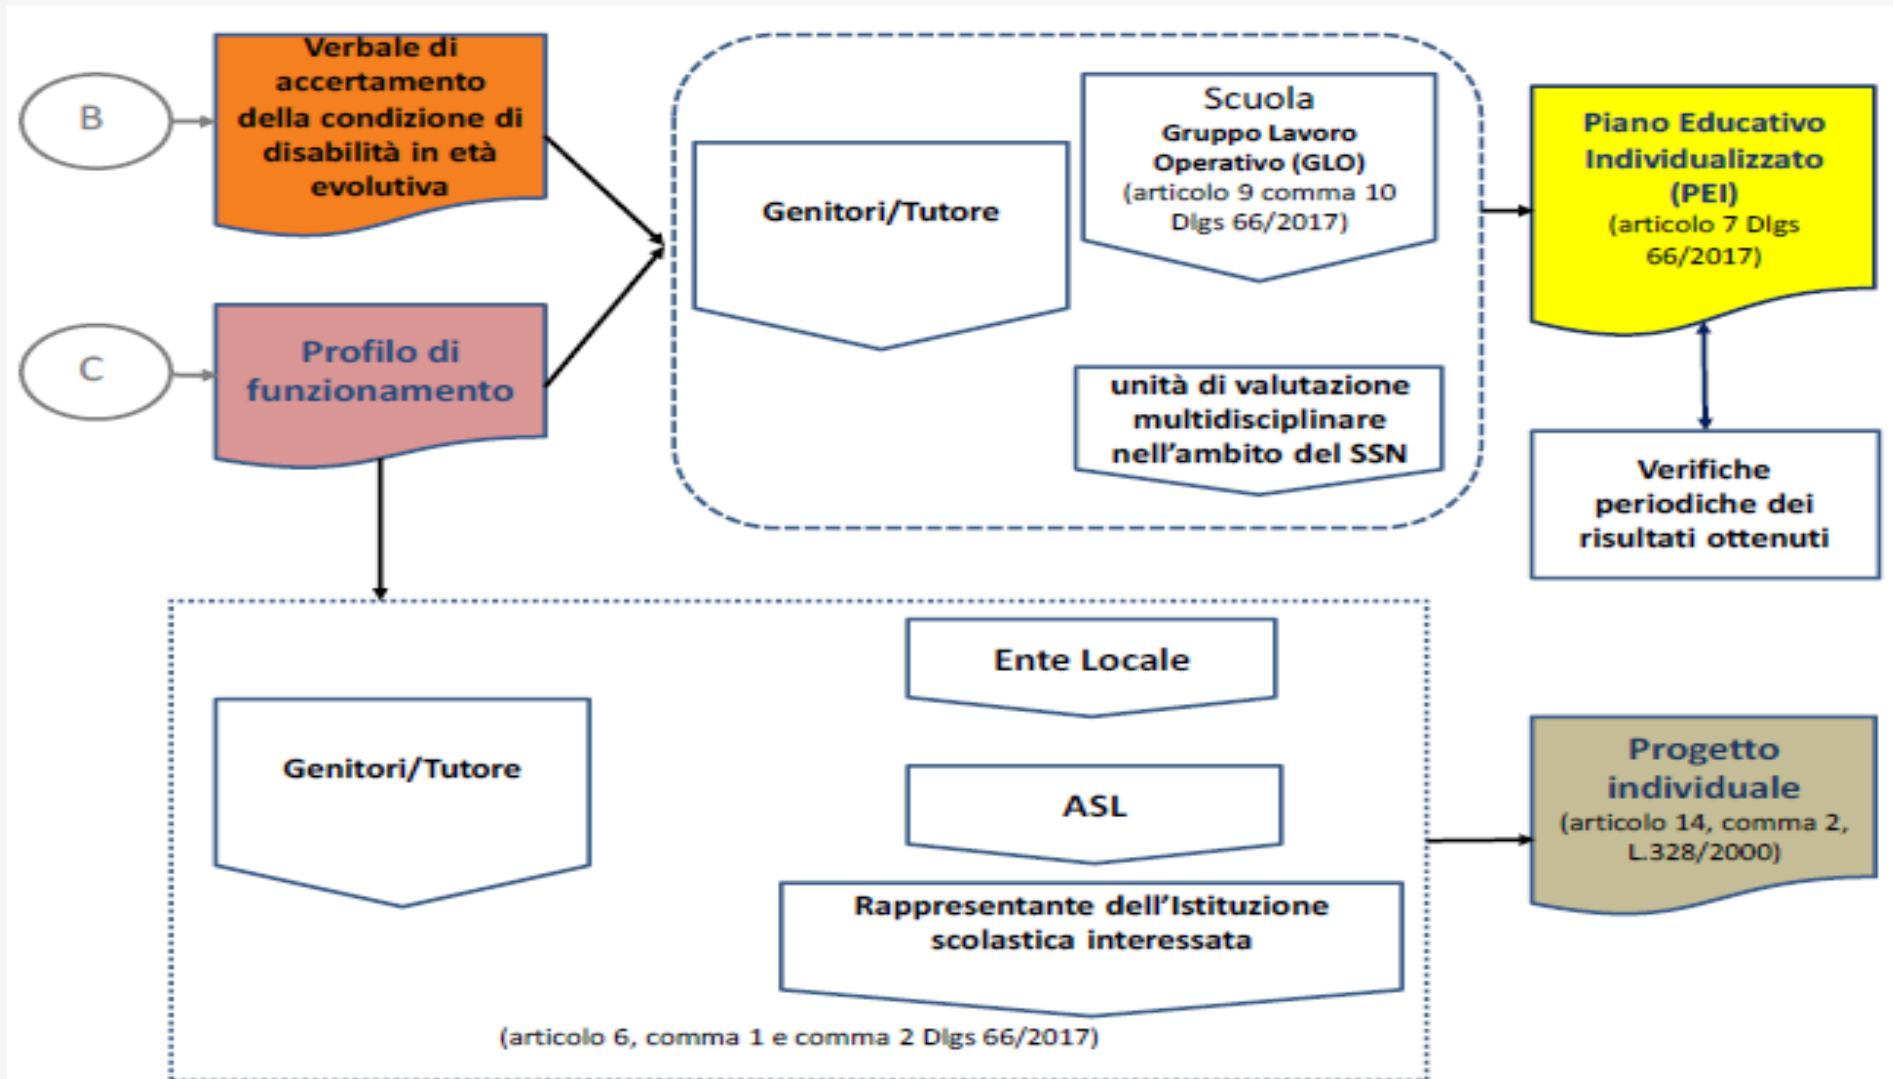 B
Verbale di
accertamento
della condizione di
disabilità in età
evolutiva
C
Profilo di
funzionamento
Genitori/Tutore
Scuola
Gruppo Lavoro
Operativo (GLO)
(articolo 9 comma 10
Dlgs 66/2017)
unità di valutazione
multidisciplinare
nell'ambito del SSN
Piano Educativo
Individualizzato
(PEI)
(articolo 7 Dlgs
66/2017)
Verifiche
periodiche dei
risultati ottenuti
Genitori/Tutore
Ente Locale
ASL
Rappresentante dell'Istituzione
scolastica interessata
(articolo 6, comma 1 e comma 2 Dlgs 66/2017)
Progetto
individuale
(articolo 14, comma 2,
L.328/2000)